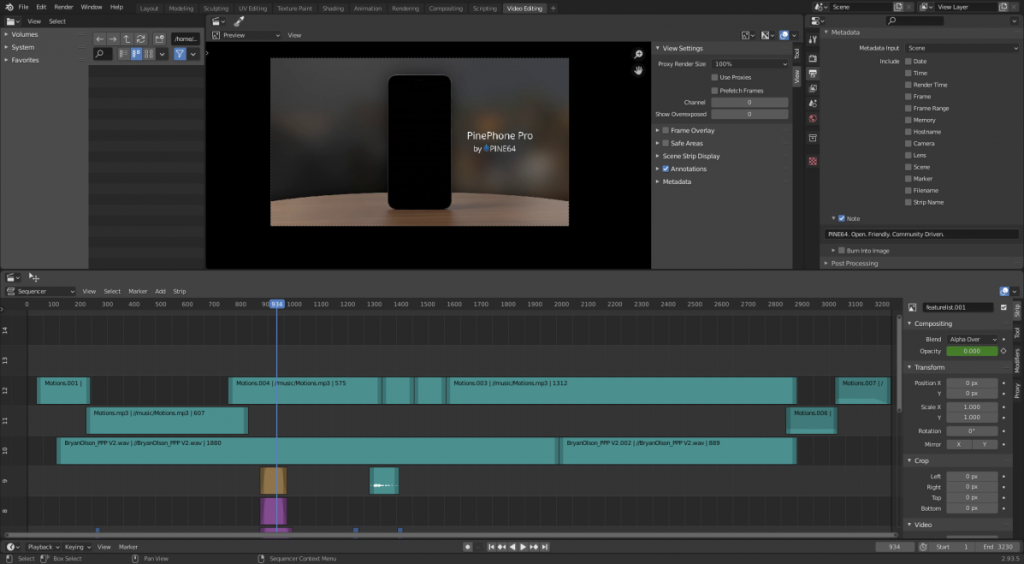 File Edit Render Window Help Layout Modeling Sculpting UV Editing Texture Paint Shading Animation Rendering Compositing Scripting Video Editing + Scene View Layer
View Select
Volumes
System
Favorites
/home/...
Preview View
PinePhone Pro
by PINE64
View Settings
Proxy Render Size 100%
Use Proxies
Prefetch Frames
Channel 0
Show Overexposed 0
Frame Overlay
Safe Areas
Scene Strip Display
Annotations
Metadata
Tool
View
Metadata
Metadata Input Scene
Include Date
Time
Render Time
Frame
Frame Range
Memory
Hostname
Camera
Lens
Scene
Marker
Filename
Strip Name
Note
PINE64. Open. Friendly. Community Driven.
Burn Into Image
Post Processing
Sequencer View Select Marker Add Strip
0 100 200 300 400 500 600 700 800 934 1000 1100 1200 1300 1400 1500 1600 1700 1800 1900 2000 2100 2200 2300 2400 2500 2600 2700 2800 2900 3000 3100 3200
14
13
12
Motions.001 | Motions.004 | //music/Motions.mp3 | 575 Motions.003 | //music/Motions.mp3 | 1312 Motions.007 | /
11
Motions.mp3 | //music/Motions.mp3 | 607 Motions.006 |
10
BryanOlson_PPP V2.wav | //BryanOlson_PPP V2.wav | 1880 BryanOlson_PPP V2.002 | //BryanOlson_PPP V2.wav | 889
9
8
featurelist.001
Compositing
Blend Alpha Over
Opacity 0.000
Transform
Position X 0 px
Y 0 px
Scale X 1.000
Y 1.000
Rotation 0°
Mirror X Y
Crop
Left 0 px
Right 0 px
Top 0 px
Bottom 0 px
Video
Strip
Tool
Modifiers
Proxy
Playback Keying View Marker 934 Start 1 End 3230
Select Box Select Pan View Sequencer Context Menu 2.93.5